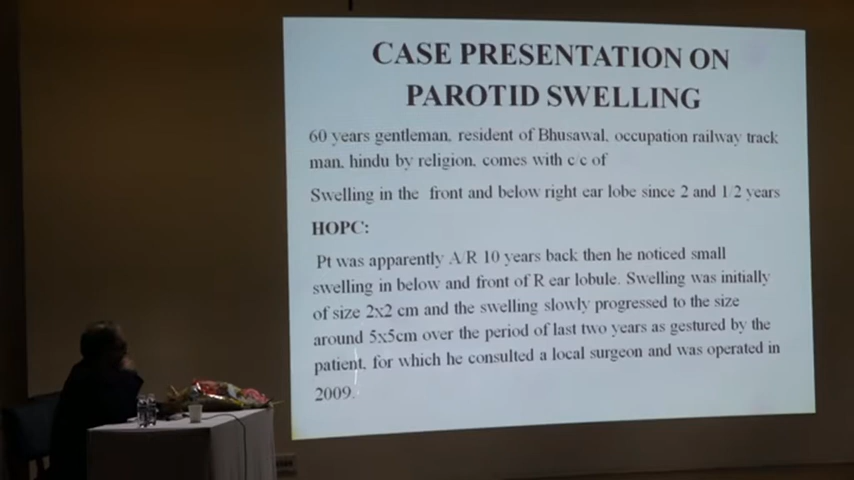 CASE PRESENTATION ON
PAROTID SWELLING
60 years gentleman, resident of Bhusawal, occupation railway track
man, hindu by religion, comes with c/c of
Swelling in the front and below right ear lobe since 2 and 1/2 years
HOPC:
Pt was apparently A/R 10 years back then he noticed small
swelling in below and front of R ear lobule. Swelling was initially
of size 2x2 cm and the swelling slowly progressed to the size
around 5x5cm over the period of last two years as gestured by the
patient, for which he consulted a local surgeon and was operated in
2009.